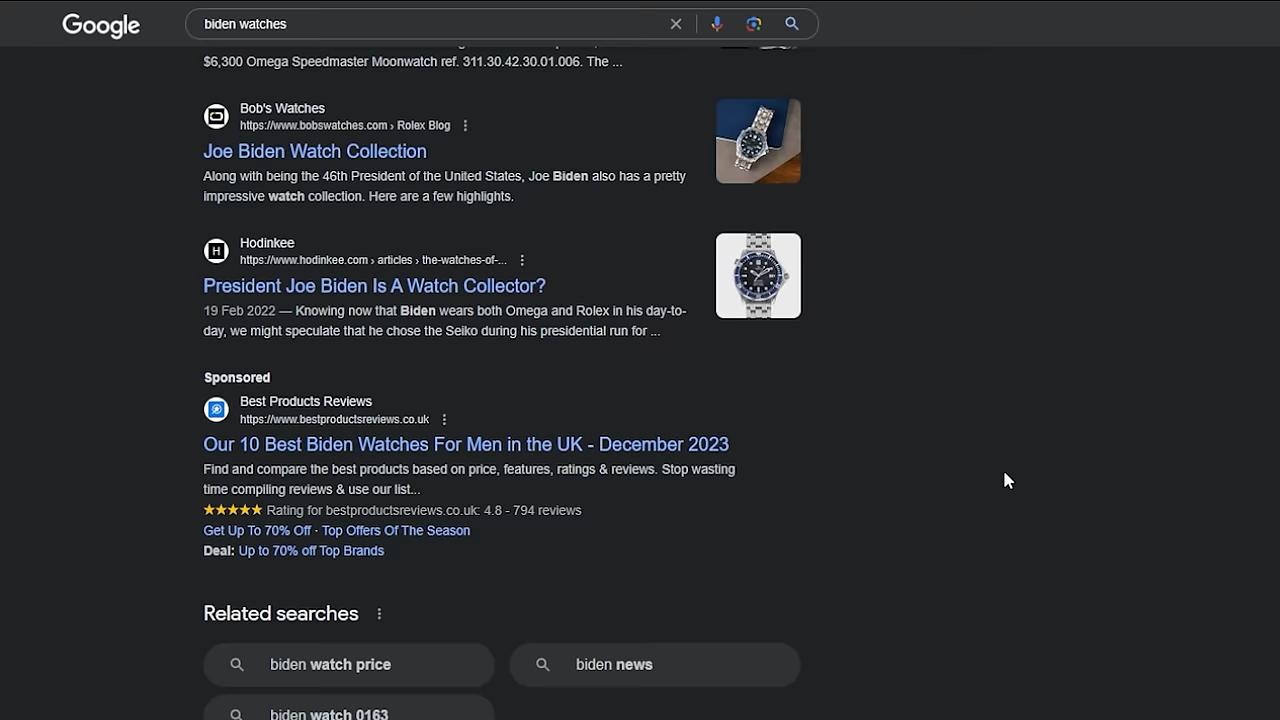 Google
biden watches
$6,300 Omega Speedmaster Moonwatch ref. 311.30.42.30.01.006. The ...
Bob's Watches
https://www.bobswatches.com › Rolex Blog
Joe Biden Watch Collection
Along with being the 46th President of the United States, Joe Biden also has a pretty
impressive watch collection. Here are a few highlights.
H
Hodinkee
https://www.hodinkee.com › articles › the-watches-of-...
President Joe Biden Is A Watch Collector?
19 Feb 2022 — Knowing now that Biden wears both Omega and Rolex in his day-to-
day, we might speculate that he chose the Seiko during his presidential run for ...
Sponsored
Best Products Reviews
https://www.bestproductsreviews.co.uk
Our 10 Best Biden Watches For Men in the UK - December 2023
Find and compare the best products based on price, features, ratings & reviews. Stop wasting
time compiling reviews & use our list...
Rating for bestproductsreviews.co.uk: 4.8 - 794 reviews
Get Up To 70% Off · Top Offers Of The Season
Deal: Up to 70% off Top Brands
Related searches
biden watch price
biden news
biden watch 0163